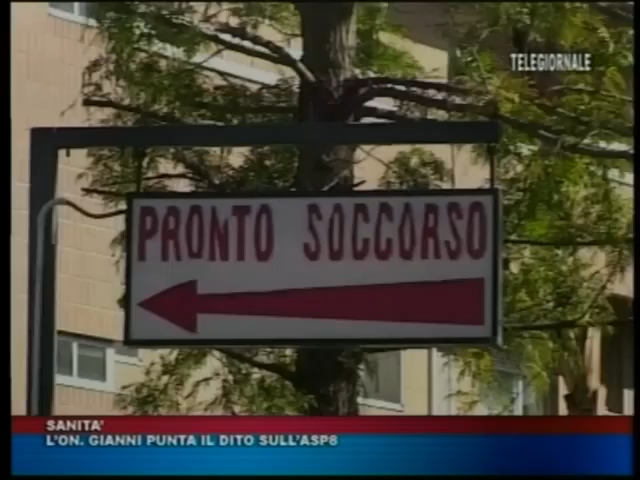 TELEGIORNALE
PRONTO SOCCORSO
SANITA'
L'ON. GIANNI PUNTA IL DITO SULL'ASP8